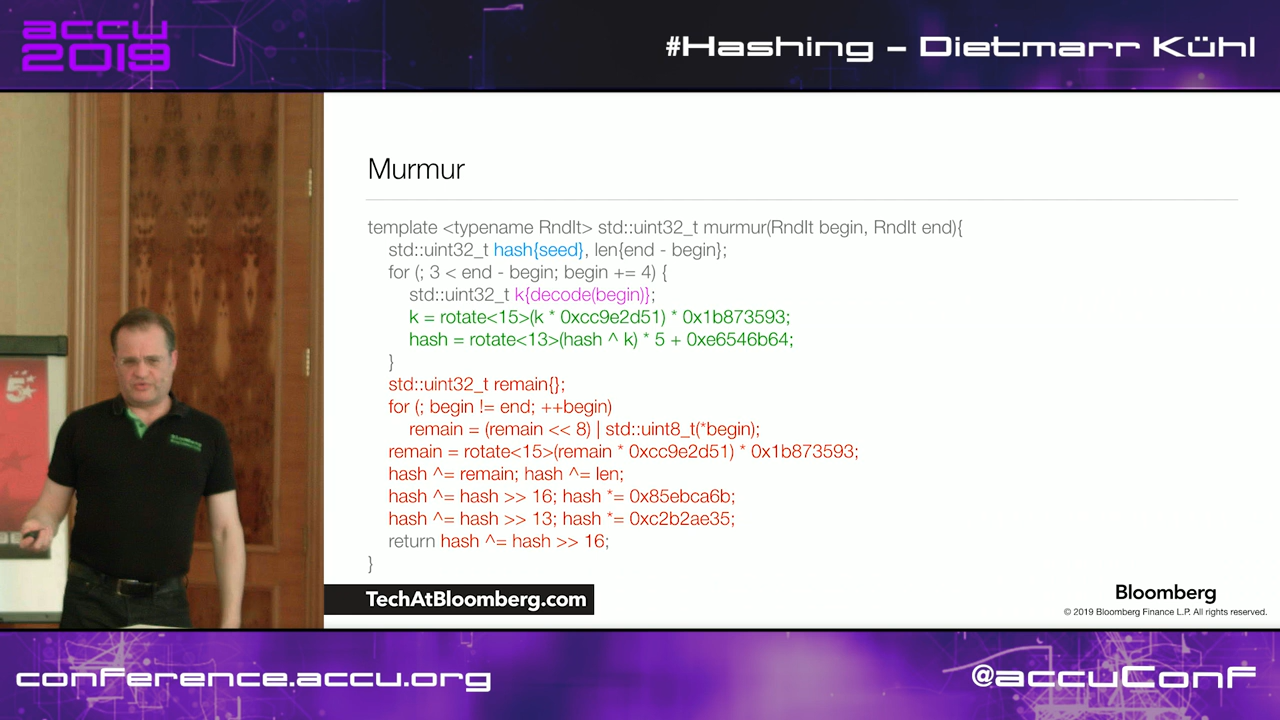 accu
2019
#Hashing – Dietmarr Kühl
Murmur
template <typename RndIt> std::uint32_t murmur(RndIt begin, RndIt end){
std::uint32_t hash{seed}, len{end - begin};
for (; 3 < end - begin; begin += 4) {
std::uint32_t k{decode(begin)};
k = rotate<15>(k * 0xcc9e2d51) * 0x1b873593;
hash = rotate<13>(hash ^ k) * 5 + 0xe6546b64;
}
std::uint32_t remain{};
for (; begin != end; ++begin)
remain = (remain << 8) | std::uint8_t(*begin);
remain = rotate<15>(remain * 0xcc9e2d51) * 0x1b873593;
hash ^= remain; hash ^= len;
hash ^= hash >> 16; hash *= 0x85ebca6b;
hash ^= hash >> 13; hash *= 0xc2b2ae35;
return hash ^= hash >> 16;
}
5
TechAtBloomberg.com
Bloomberg
© 2019 Bloomberg Finance L.P. All rights reserved.
conference.accu.org
@accuConf